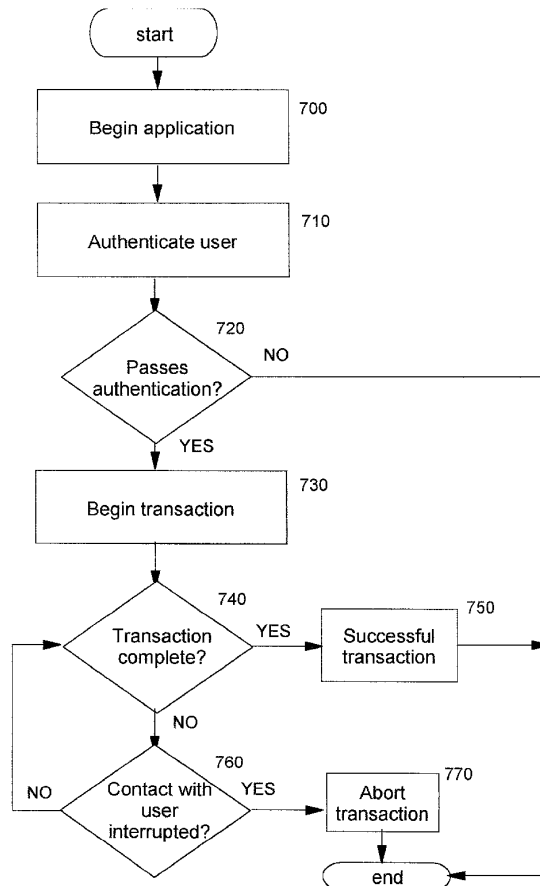 start
700
Begin application
710
Authenticate user
720
NO
Passes
authentication?
YES
730
Begin transaction
740
750
Transaction
complete?
YES
Successful
transaction
NO
760
770
NO
Contact with
user
interrupted?
YES
Abort
transaction
end